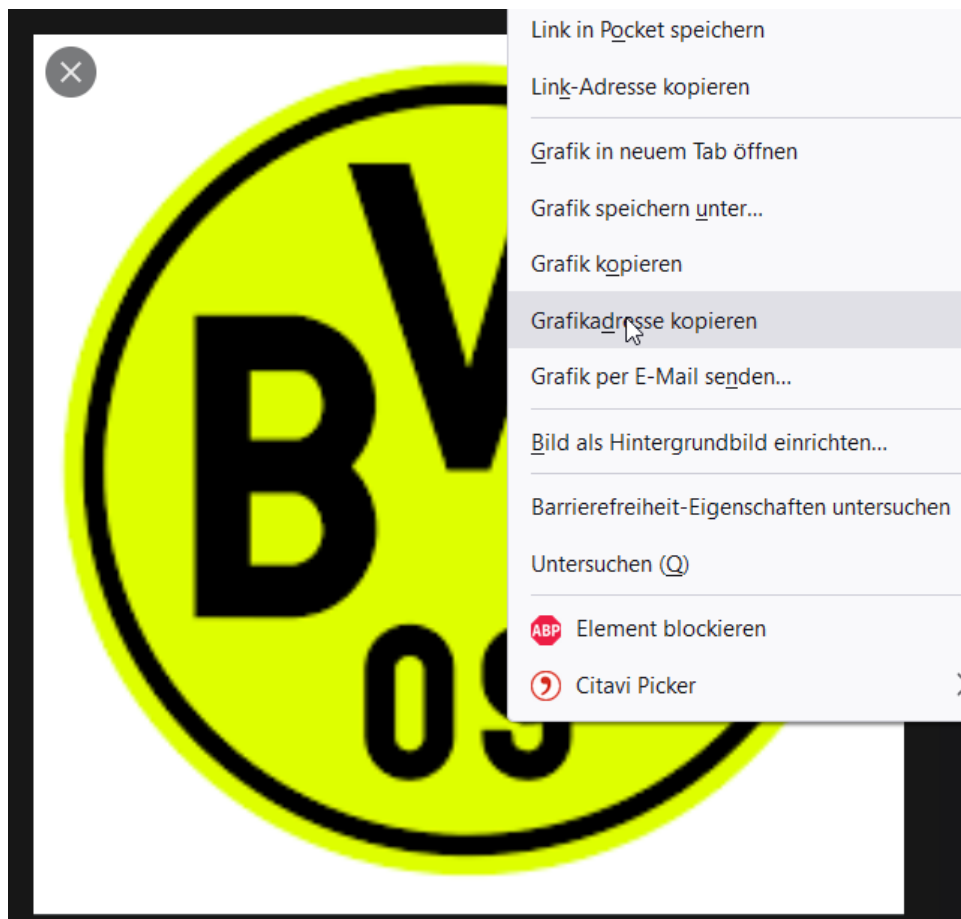 Link in Pocket speichern
Link-Adresse kopieren
Grafik in neuem Tab öffnen
Grafik speichern unter...
Grafik kopieren
Grafikadresse kopieren
Grafik per E-Mail senden...
Bild als Hintergrundbild einrichten...
Barrierefreiheit-Eigenschaften untersuchen
Untersuchen (Q)
ABP Element blockieren
Citavi Picker
BV
09